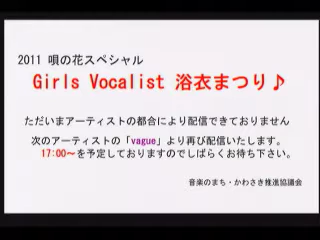 2011 唄の花スペシャル
Girls Vocalist 浴衣まつり♪
ただいまアーティストの都合により配信できておりません
次のアーティストの「vague」より再び配信いたします。
17:00～を予定しておりますのでしばらくお待ち下さい。
音楽のまち・かわさき推進協議会